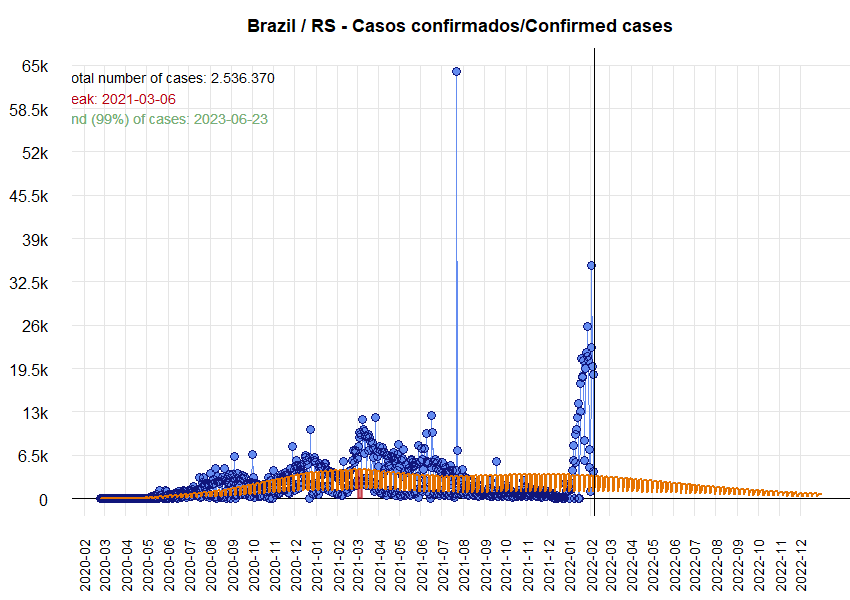 Brazil / RS - Casos confirmados/Confirmed cases
65k
58.5k
52k
45.5k
39k
32.5k
26k
19.5k
13k
6.5k
0
otal number of cases: 2.536.370
eak: 2021-03-06
nd (99%) of cases: 2023-06-23
2020-02
2020-03
2020-04
2020-05
2020-06
2020-07
2020-08
2020-09
2020-10
2020-11
2020-12
2021-01
2021-02
2021-03
2021-04
2021-05
2021-06
2021-07
2021-08
2021-09
2021-10
2021-11
2021-12
2022-01
2022-02
2022-03
2022-04
2022-05
2022-06
2022-07
2022-08
2022-09
2022-10
2022-11
2022-12